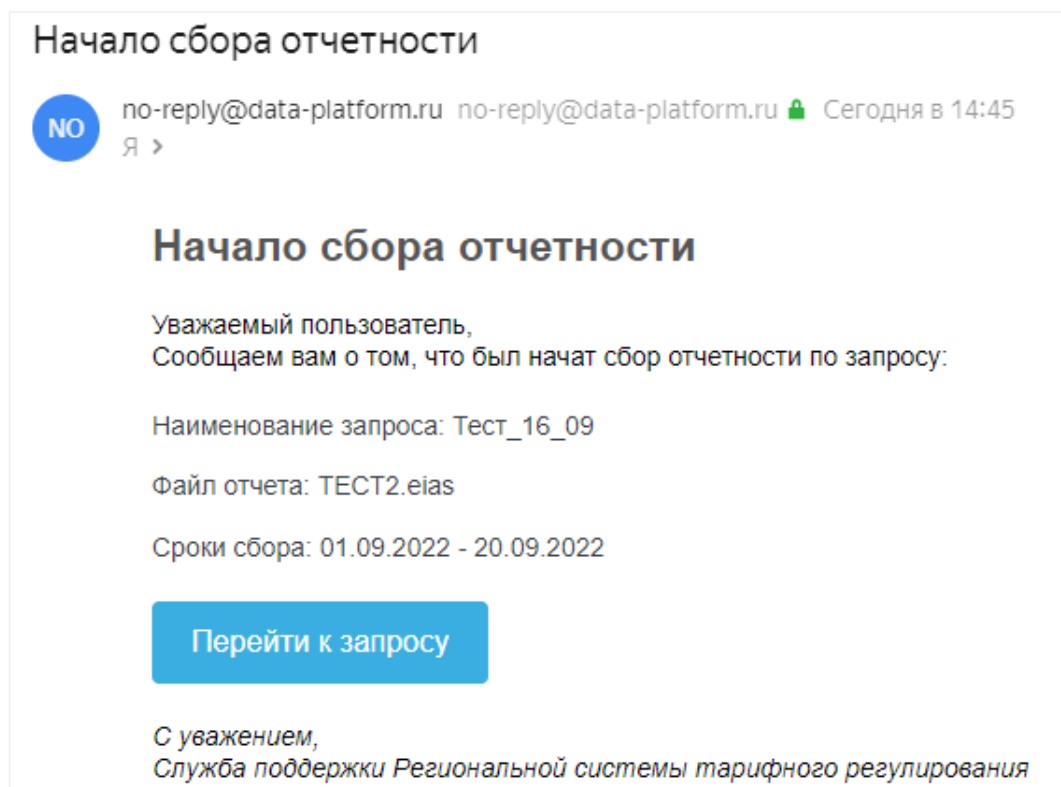 Начало сбора отчетности
NO
no-reply@data-platform.ru no-reply@data-platform.ru Сегодня в 14:45
Я >
Начало сбора отчетности
Уважаемый пользователь,
Сообщаем вам о том, что был начат сбор отчетности по запросу:
Наименование запроса: Тест_16_09
Файл отчета: ТЕСТ2.eias
Сроки сбора: 01.09.2022 - 20.09.2022
Перейти к запросу
С уважением,
Служба поддержки Региональной системы тарифного регулирования